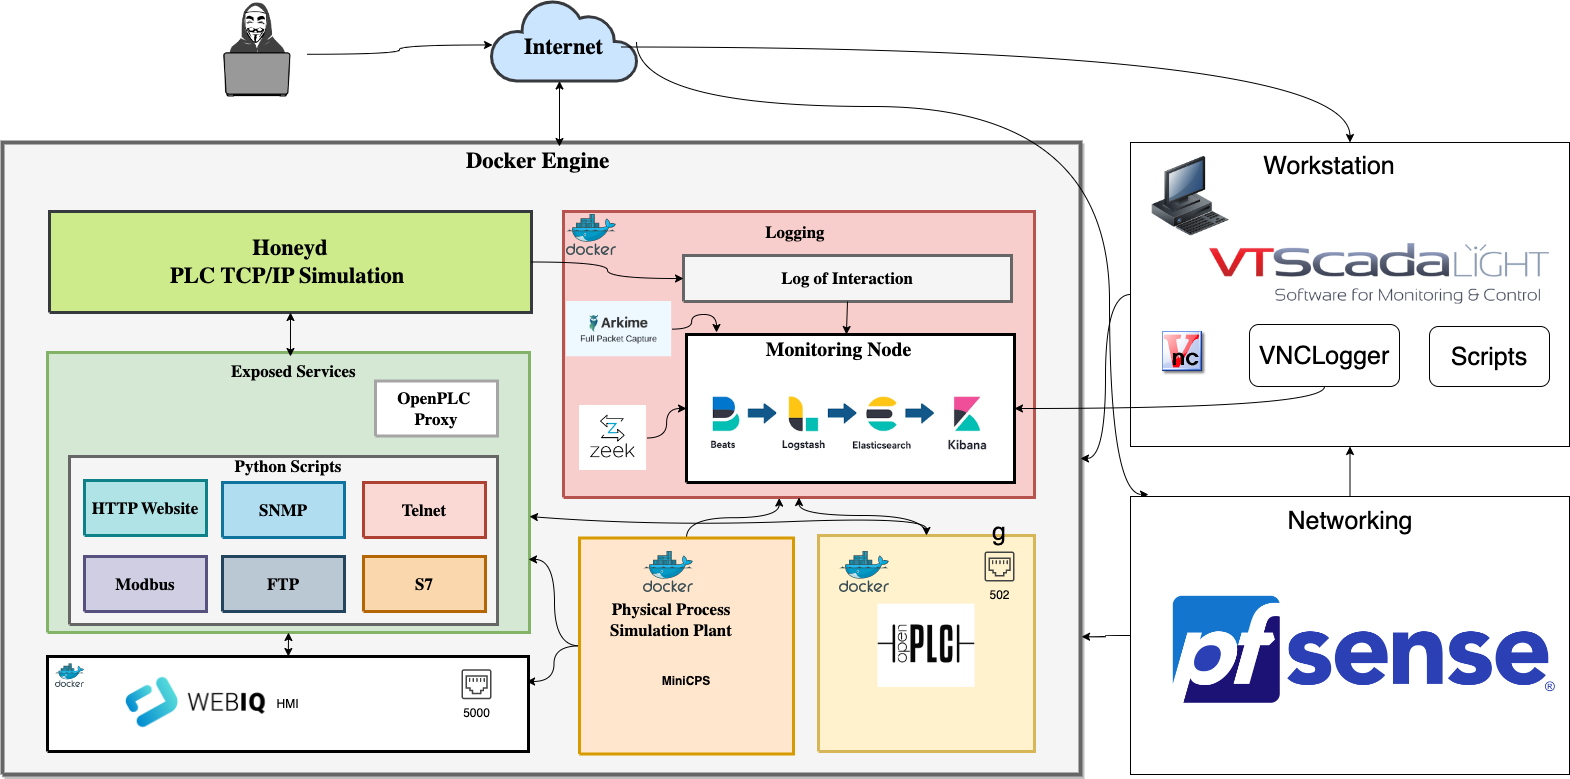 Internet
Docker Engine
Honeyd
PLC TCP/IP Simulation
docker
Logging
Log of Interaction
Arkime
Full Packet Capture
Monitoring Node
Beats
Logstash
Elasticsearch
Kibana
zeek
Exposed Services
OpenPLC
Proxy
Python Scripts
HTTP Website
SNMP
Telnet
Modbus
FTP
S7
docker
WEBIQ HMI
5000
docker
Physical Process
Simulation Plant
MiniCPS
g
docker
502
open PLC
Workstation
VTScadaLIGHT
Software for Monitoring & Control
Vnc
VNCLogger
Scripts
Networking
pfsense®